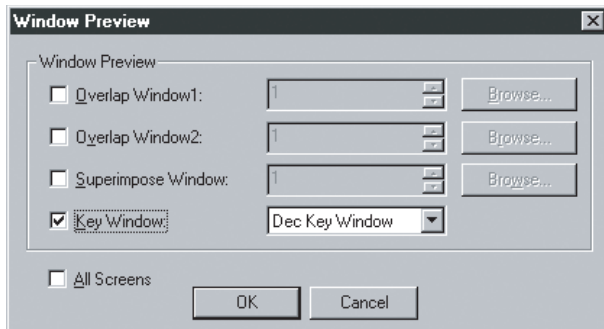 Window Preview
Window Preview
Overlap Window1: 1 Browse...
Overlap Window2: 1 Browse...
Superimpose Window: 1 Browse...
Key Window: Dec Key Window
All Screens
OK Cancel